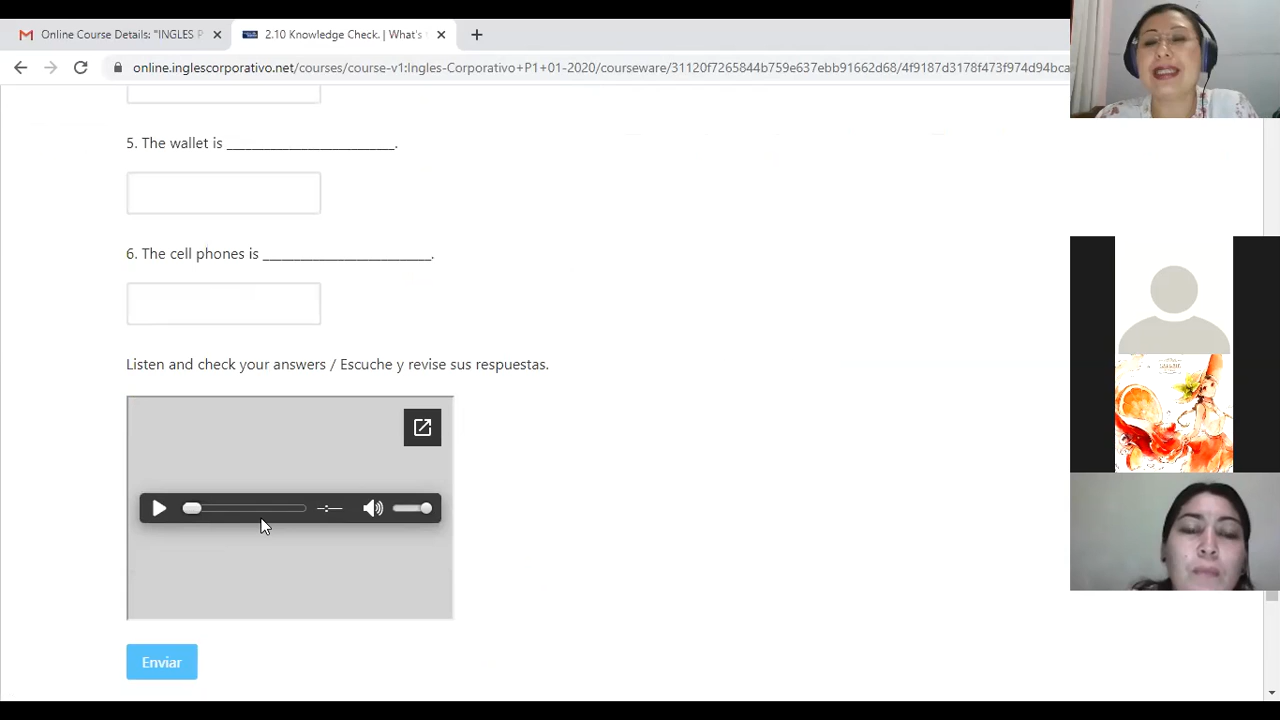 Online Course Details: "INGLES P
2.10 Knowledge Check. | What's
online.inglescorporativo.net/courses/course-v1:Ingles-Corporativo+P1+01-2020/courseware/31120f7265844b759e637ebb91662d68/4f9187d3178f473f974d94bca
5. The wallet is _________________________.
6. The cell phones is _________________________.
Listen and check your answers / Escuche y revise sus respuestas.
-:-
Enviar